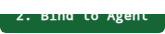 2. Bind to Agent